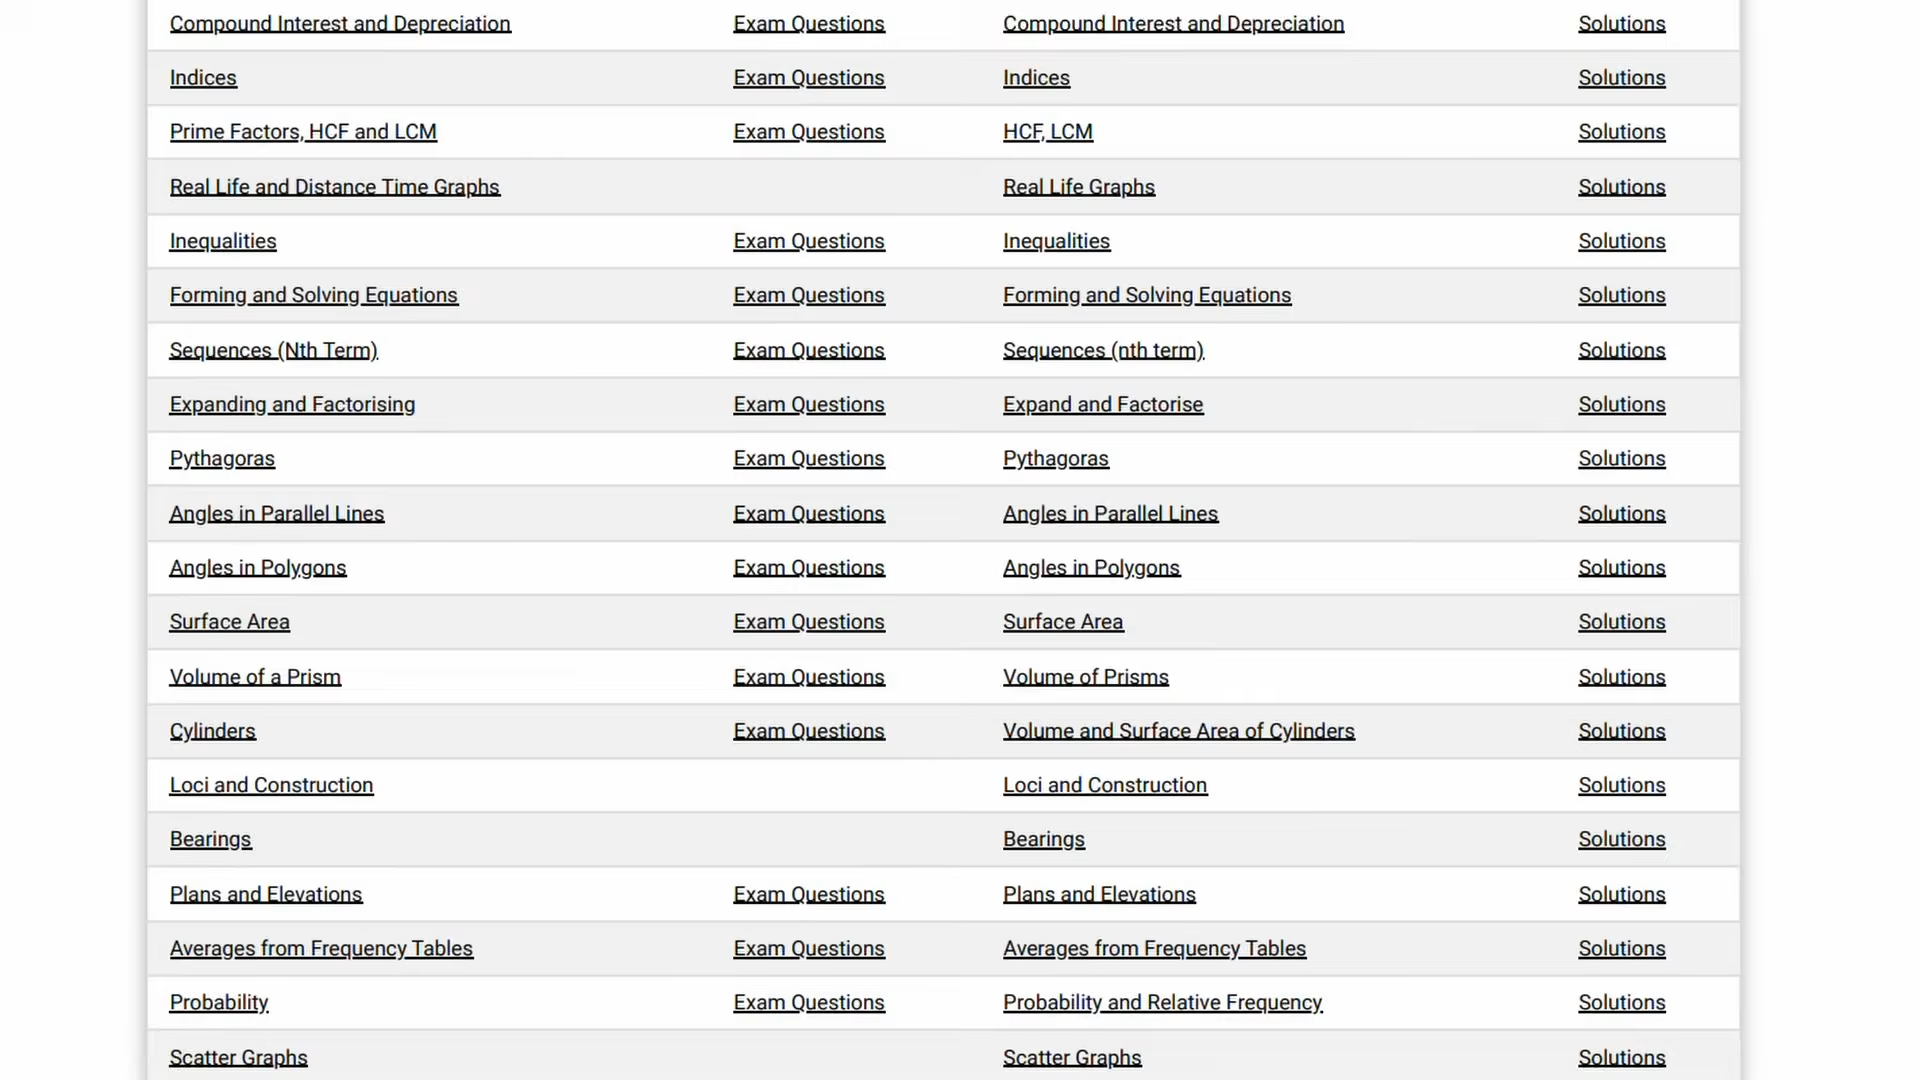 Compound Interest and Depreciation Exam Questions Compound Interest and Depreciation Solutions
Indices Exam Questions Indices Solutions
Prime Factors, HCF and LCM Exam Questions HCF, LCM Solutions
Real Life and Distance Time Graphs Real Life Graphs Solutions
Inequalities Exam Questions Inequalities Solutions
Forming and Solving Equations Exam Questions Forming and Solving Equations Solutions
Sequences (Nth Term) Exam Questions Sequences (nth term) Solutions
Expanding and Factorising Exam Questions Expand and Factorise Solutions
Pythagoras Exam Questions Pythagoras Solutions
Angles in Parallel Lines Exam Questions Angles in Parallel Lines Solutions
Angles in Polygons Exam Questions Angles in Polygons Solutions
Surface Area Exam Questions Surface Area Solutions
Volume of a Prism Exam Questions Volume of Prisms Solutions
Cylinders Exam Questions Volume and Surface Area of Cylinders Solutions
Loci and Construction Loci and Construction Solutions
Bearings Bearings Solutions
Plans and Elevations Exam Questions Plans and Elevations Solutions
Averages from Frequency Tables Exam Questions Averages from Frequency Tables Solutions
Probability Exam Questions Probability and Relative Frequency Solutions
Scatter Graphs Scatter Graphs Solutions